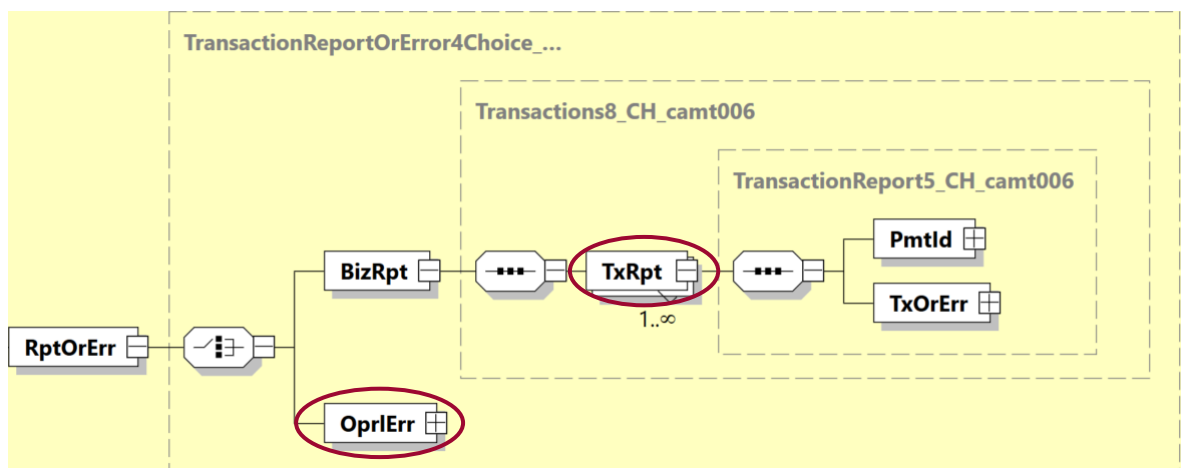 TransactionReportOrError4Choice_...
Transactions8_CH_camt006
TransactionReport5_CH_camt006
PmtId
BizRpt
TxRpt
TxOrErr
1..∞
RptOrErr
OprlErr